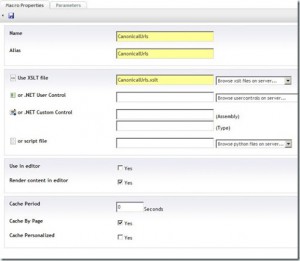 Macro Properties
Parameters
Name
CanonicalUrls
Alias
CanonicalUrls
Use XSLT file
CanonicalUrls.xslt
Browse xslt files on server...
or .NET User Control
Browse usercontrols on server...
or .NET Custom Control
(Assembly)
(Type)
or script file
Browse python files on server...
Use in editor
Yes
Render content in editor
Yes
Cache Period
0
Seconds
Cache By Page
Yes
Cache Personalized
Yes